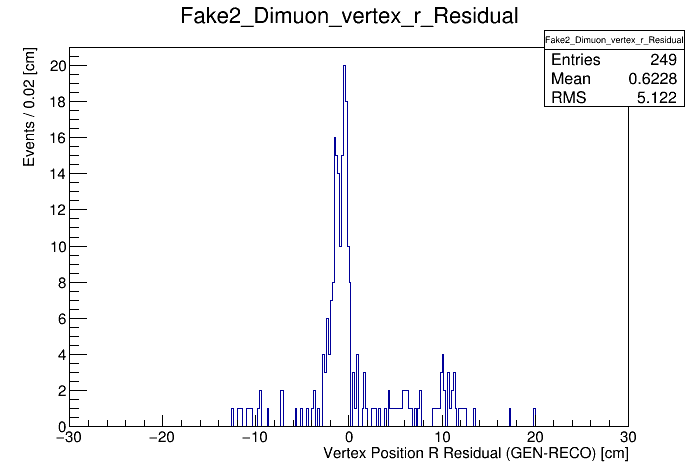 Fake2_Dimuon_vertex_r_Residual
Fake2_Dimuon_vertex_r_Residual
Entries 249
Mean 0.6228
RMS 5.122
Events / 0.02 [cm]
20
18
16
14
12
10
8
6
4
2
0
−30 −20 −10 0 10 20 30
Vertex Position R Residual (GEN-RECO) [cm]